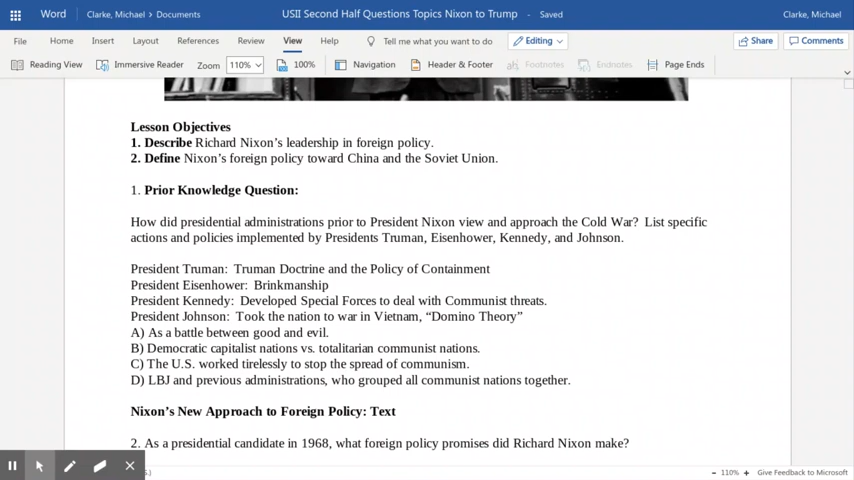 Word Clarke, Michael > Documents USII Second Half Questions Topics Nixon to Trump - Saved Clarke, Michael
File Home Insert Layout References Review View Help Tell me what you want to do Editing Share Comments
Reading View Immersive Reader Zoom 110% 100% Navigation Header & Footer Footnotes Endnotes Page Ends
Lesson Objectives
1. Describe Richard Nixon’s leadership in foreign policy.
2. Define Nixon’s foreign policy toward China and the Soviet Union.
1. Prior Knowledge Question:
How did presidential administrations prior to President Nixon view and approach the Cold War? List specific
actions and policies implemented by Presidents Truman, Eisenhower, Kennedy, and Johnson.
President Truman: Truman Doctrine and the Policy of Containment
President Eisenhower: Brinkmanship
President Kennedy: Developed Special Forces to deal with Communist threats.
President Johnson: Took the nation to war in Vietnam, “Domino Theory”
A) As a battle between good and evil.
B) Democratic capitalist nations vs. totalitarian communist nations.
C) The U.S. worked tirelessly to stop the spread of communism.
D) LBJ and previous administrations, who grouped all communist nations together.
Nixon’s New Approach to Foreign Policy: Text
2. As a presidential candidate in 1968, what foreign policy promises did Richard Nixon make?
S.) - 110% + Give Feedback to Microsoft